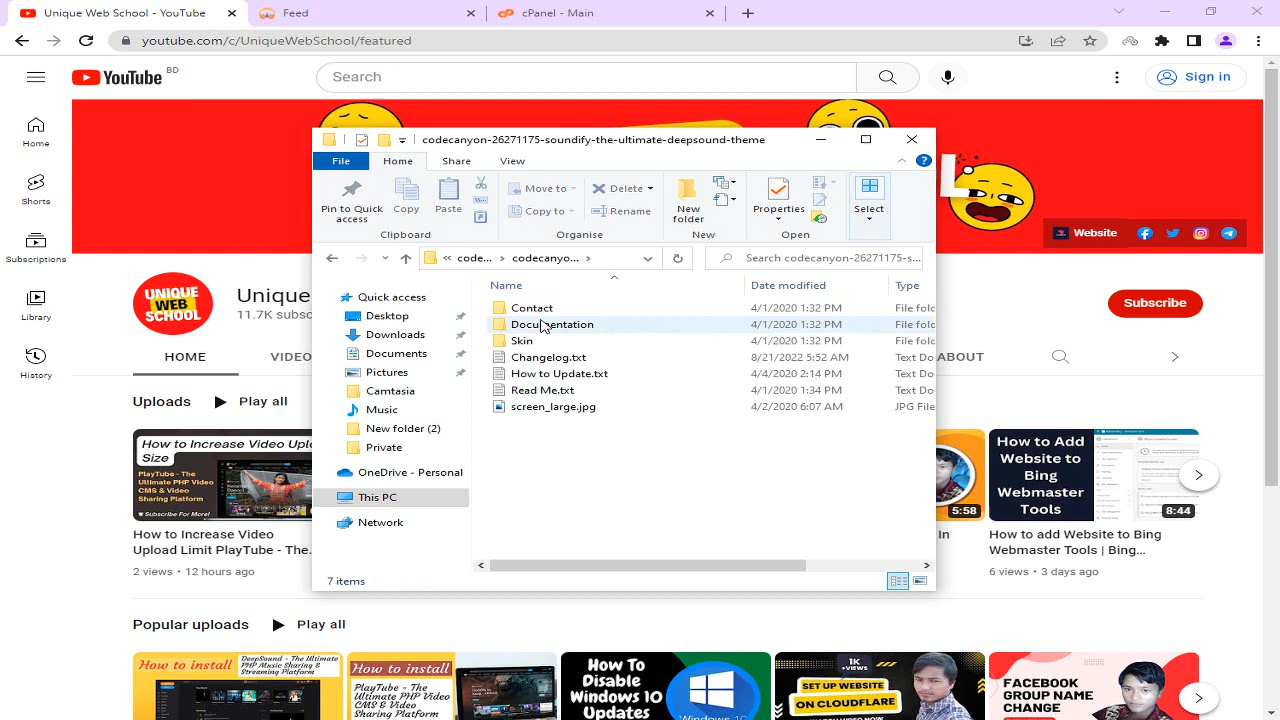 Unique Web School - YouTube
Feed
cPanel - Main
youtube.com/c/UniqueWebSchool/featured
YouTube BD
Search
Sign in
Home
Shorts
Subscriptions
Library
History
L
Website
codecanyon-26271175-soundify-the-ultimate-deepsound-theme
File Home Share View
Pin to Quick access
Copy
Paste
Move to
Copy to
Delete
Rename
New folder
Properties
Select
Clipboard
Organise
New
Open
« code... › codecanyo... ›
Search codecanyon-26271175-s...
Name Date modified Type
Quick access
Desktop
Downloads
Documents
Pictures
Camtasia
Music
New folder (2)
Private
OneDrive - Personal
This PC
Netw
Contact 4/1/2020 1:32 PM File fold
Documentation 4/1/2020 1:32 PM File fold
Skin 4/1/2020 1:32 PM File fold
Changelog.txt 8/21/2022 5:52 AM Text Do
How to Update.txt 4/4/2020 2:14 PM Text Do
Read Me.txt 4/1/2020 1:34 PM Text Do
screen_large.jpg 4/2/2020 6:07 AM JPG File
7 items
UNIQUE
WEB
SCHOOL
Unique
11.7K subsc
Subscribe
HOME
VIDEO
ABOUT
Uploads
Play all
How to Increase Video Uplo
Size
PlayTube - The
Ultimate PHP Video
CMS & Video
Sharing Platform
Subscribe For More
How to Increase Video
Upload Limit PlayTube - The...
2 views • 12 hours ago
5:58
In
How to Add
Website to
Bing
Webmaster
Tools
8:44
How to add Website to Bing
Webmaster Tools | Bing...
6 views • 3 days ago
Popular uploads
Play all
How to install
DeepSound - The Ultimate
PHP Music Sharing &
Streaming Platform
How to install
PlayTube - The
Ultimate PHP Video
CMS & Video
How To
Disable
Windows
Update
Windows 10
1K
+VIEWS
SET UP WEBSITE
ON CLOUDFLARE
FACEBOOK
GROUP NAME
CHANGE